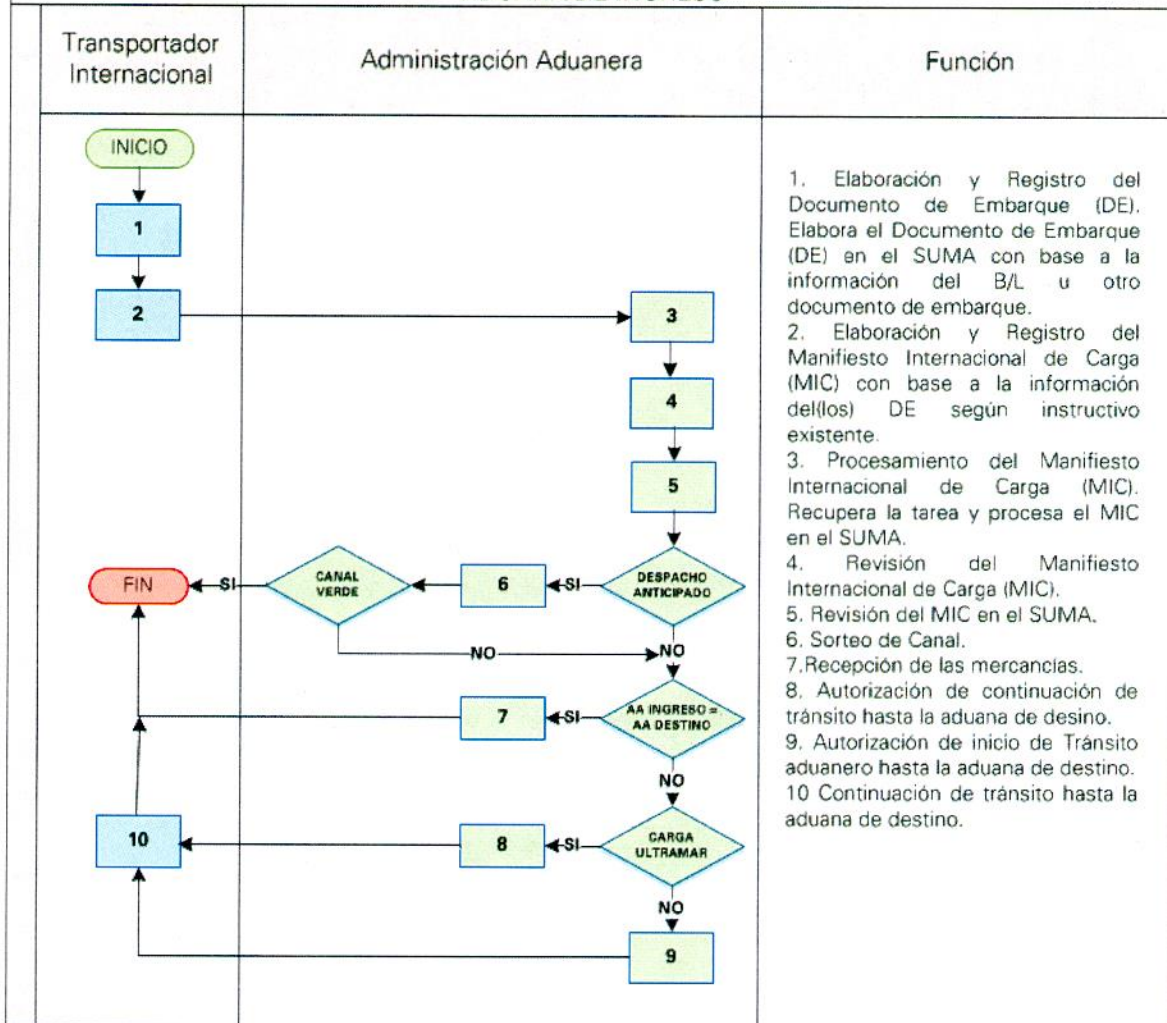 Transportador
Internacional
Administración Aduanera
Función
INICIO
1
2
3
4
5
DESPACHO
ANTICIPADO
SI
6
CANAL
VERDE
SI
FIN
NO
NO
AA INGRESO =
AA DESTINO
SI
7
NO
CARGA
ULTRAMAR
SI
8
10
NO
9
1. Elaboración y Registro del
Documento de Embarque (DE).
Elabora el Documento de Embarque
(DE) en el SUMA con base a la
información del B/L u otro
documento de embarque.
2. Elaboración y Registro del
Manifiesto Internacional de Carga
(MIC) con base a la información
del(los) DE según instructivo
existente.
3. Procesamiento del Manifiesto
Internacional de Carga (MIC).
Recupera la tarea y procesa el MIC
en el SUMA.
4. Revisión del Manifiesto
Internacional de Carga (MIC).
5. Revisión del MIC en el SUMA.
6. Sorteo de Canal.
7.Recepción de las mercancías.
8. Autorización de continuación de
tránsito hasta la aduana de desino.
9. Autorización de inicio de Tránsito
aduanero hasta la aduana de destino.
10 Continuación de tránsito hasta la
aduana de destino.